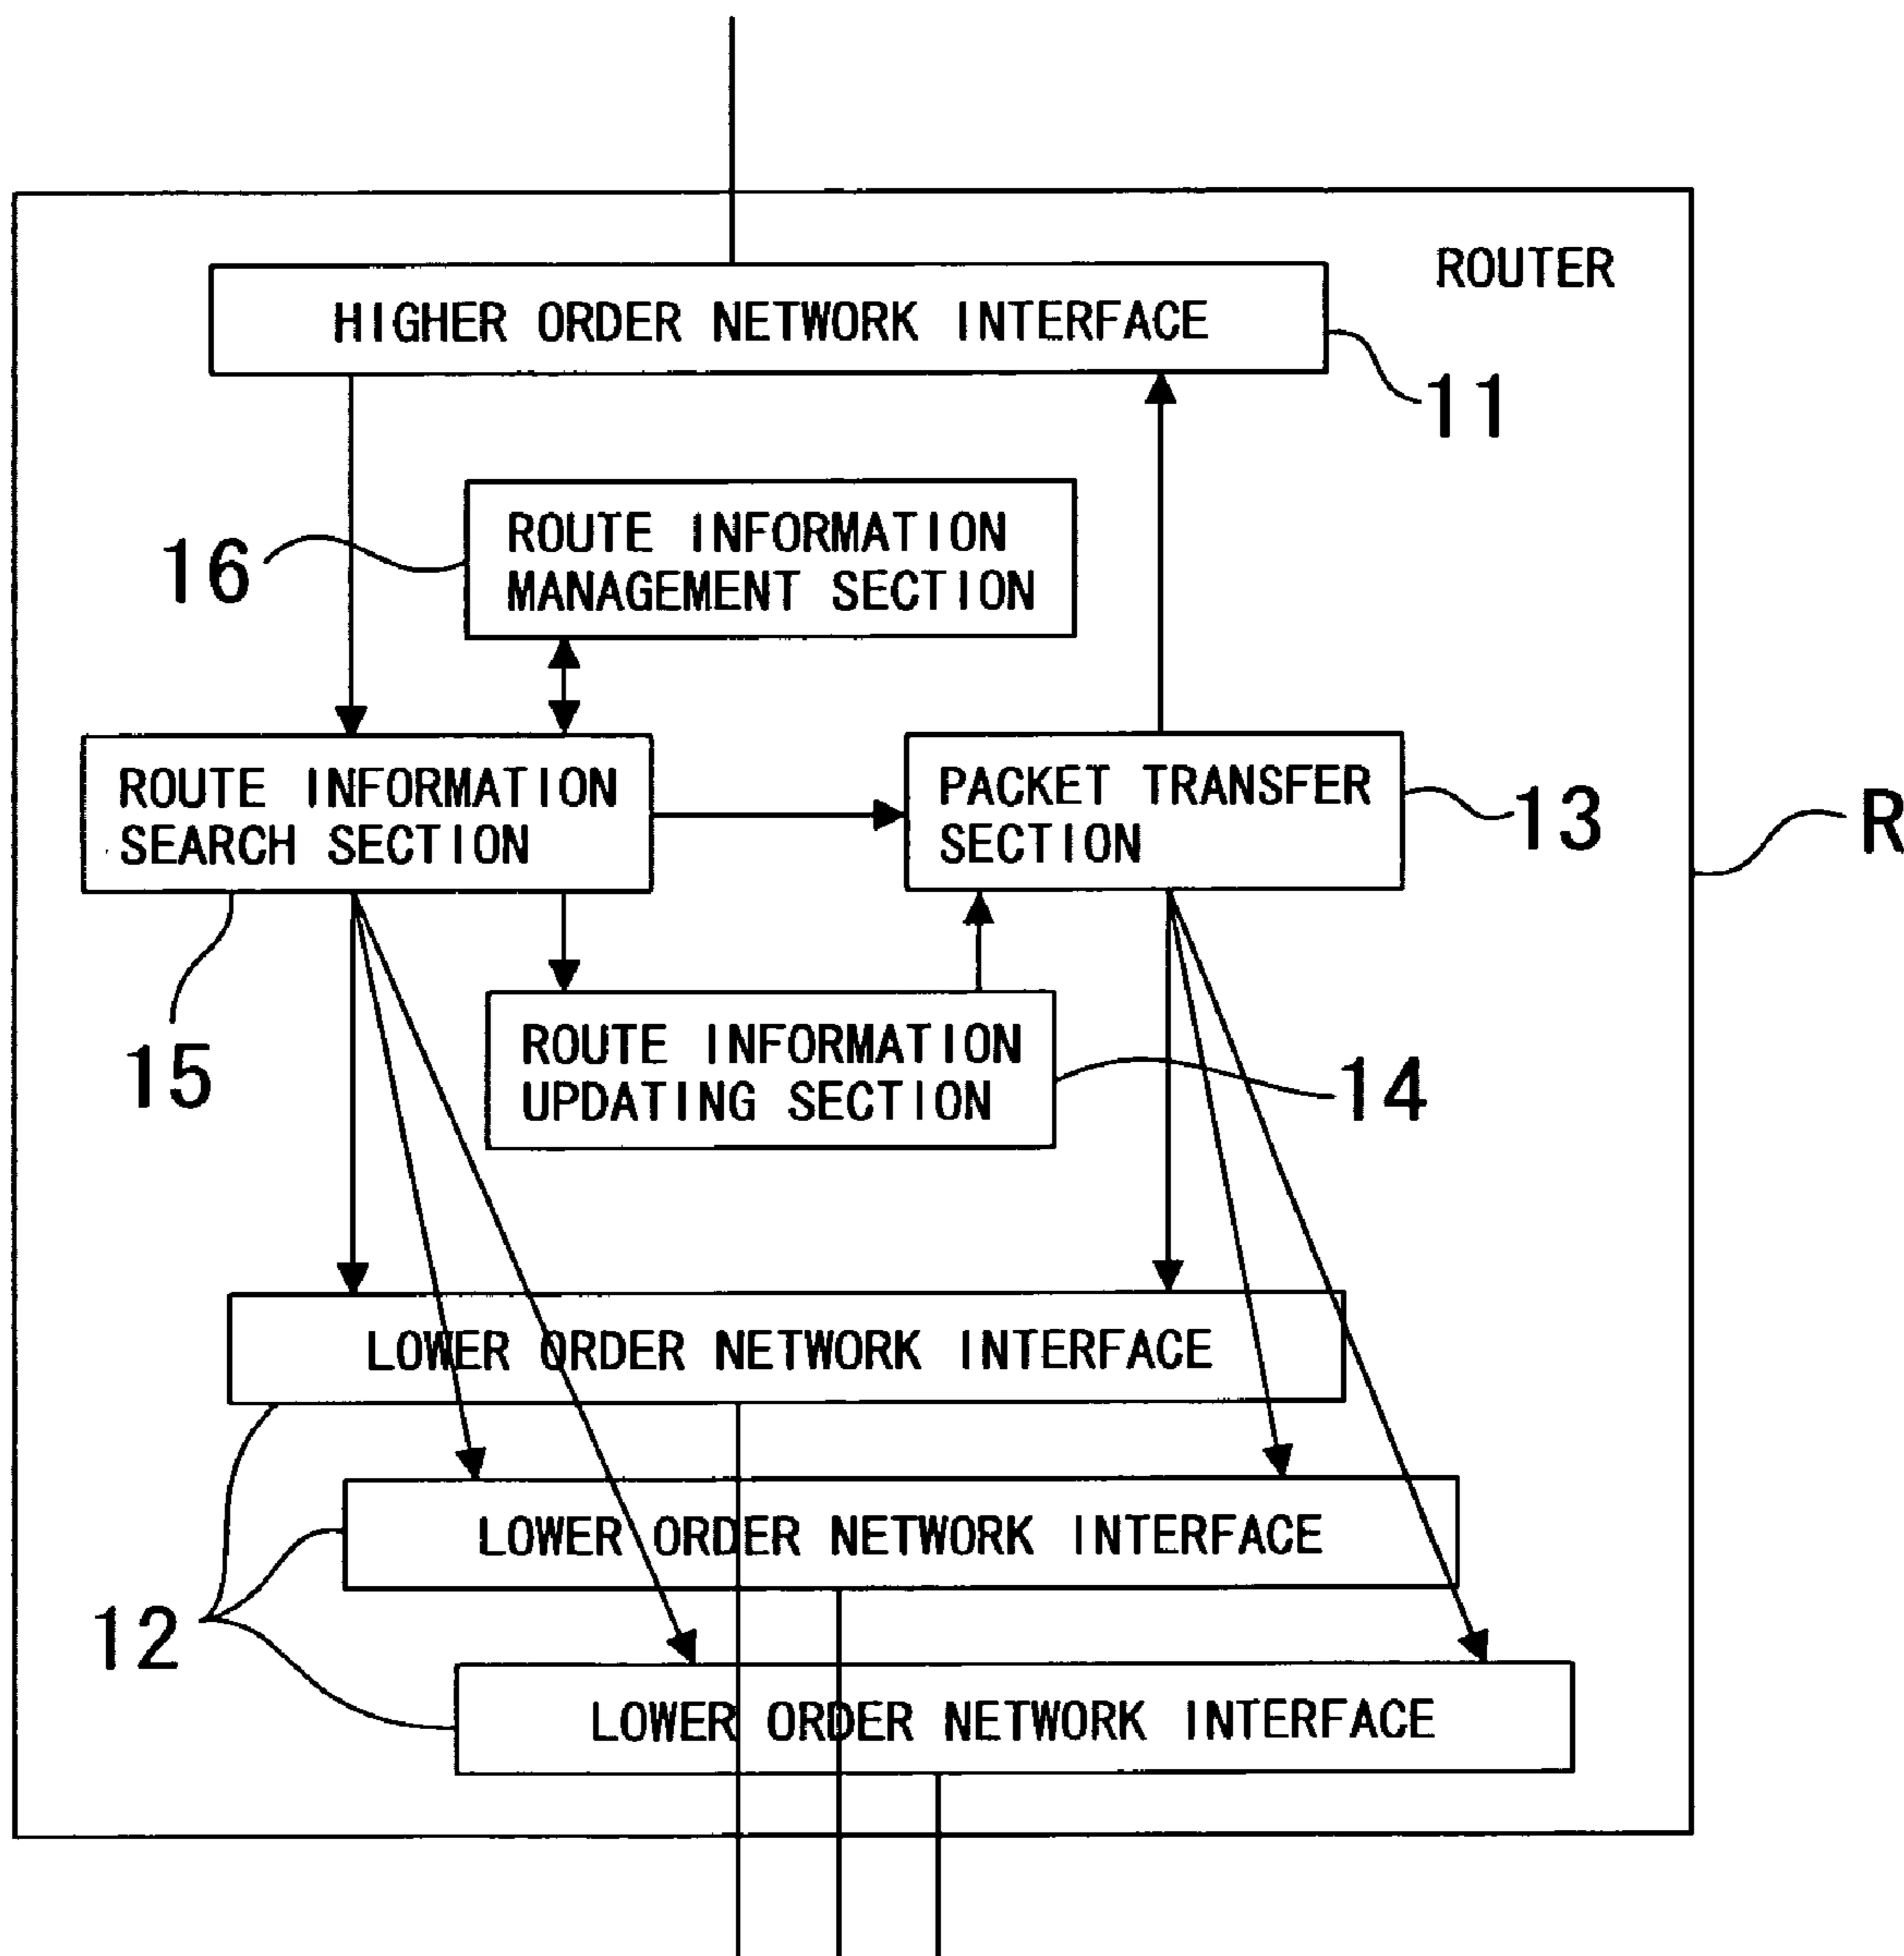 ROUTER
HIGHER ORDER NETWORK INTERFACE
11
ROUTE INFORMATION
MANAGEMENT SECTION
16
ROUTE INFORMATION
SEARCH SECTION
PACKET TRANSFER
SECTION
13
R
ROUTE INFORMATION
UPDATING SECTION
15
14
LOWER ORDER NETWORK INTERFACE
LOWER ORDER NETWORK INTERFACE
12
LOWER ORDER NETWORK INTERFACE